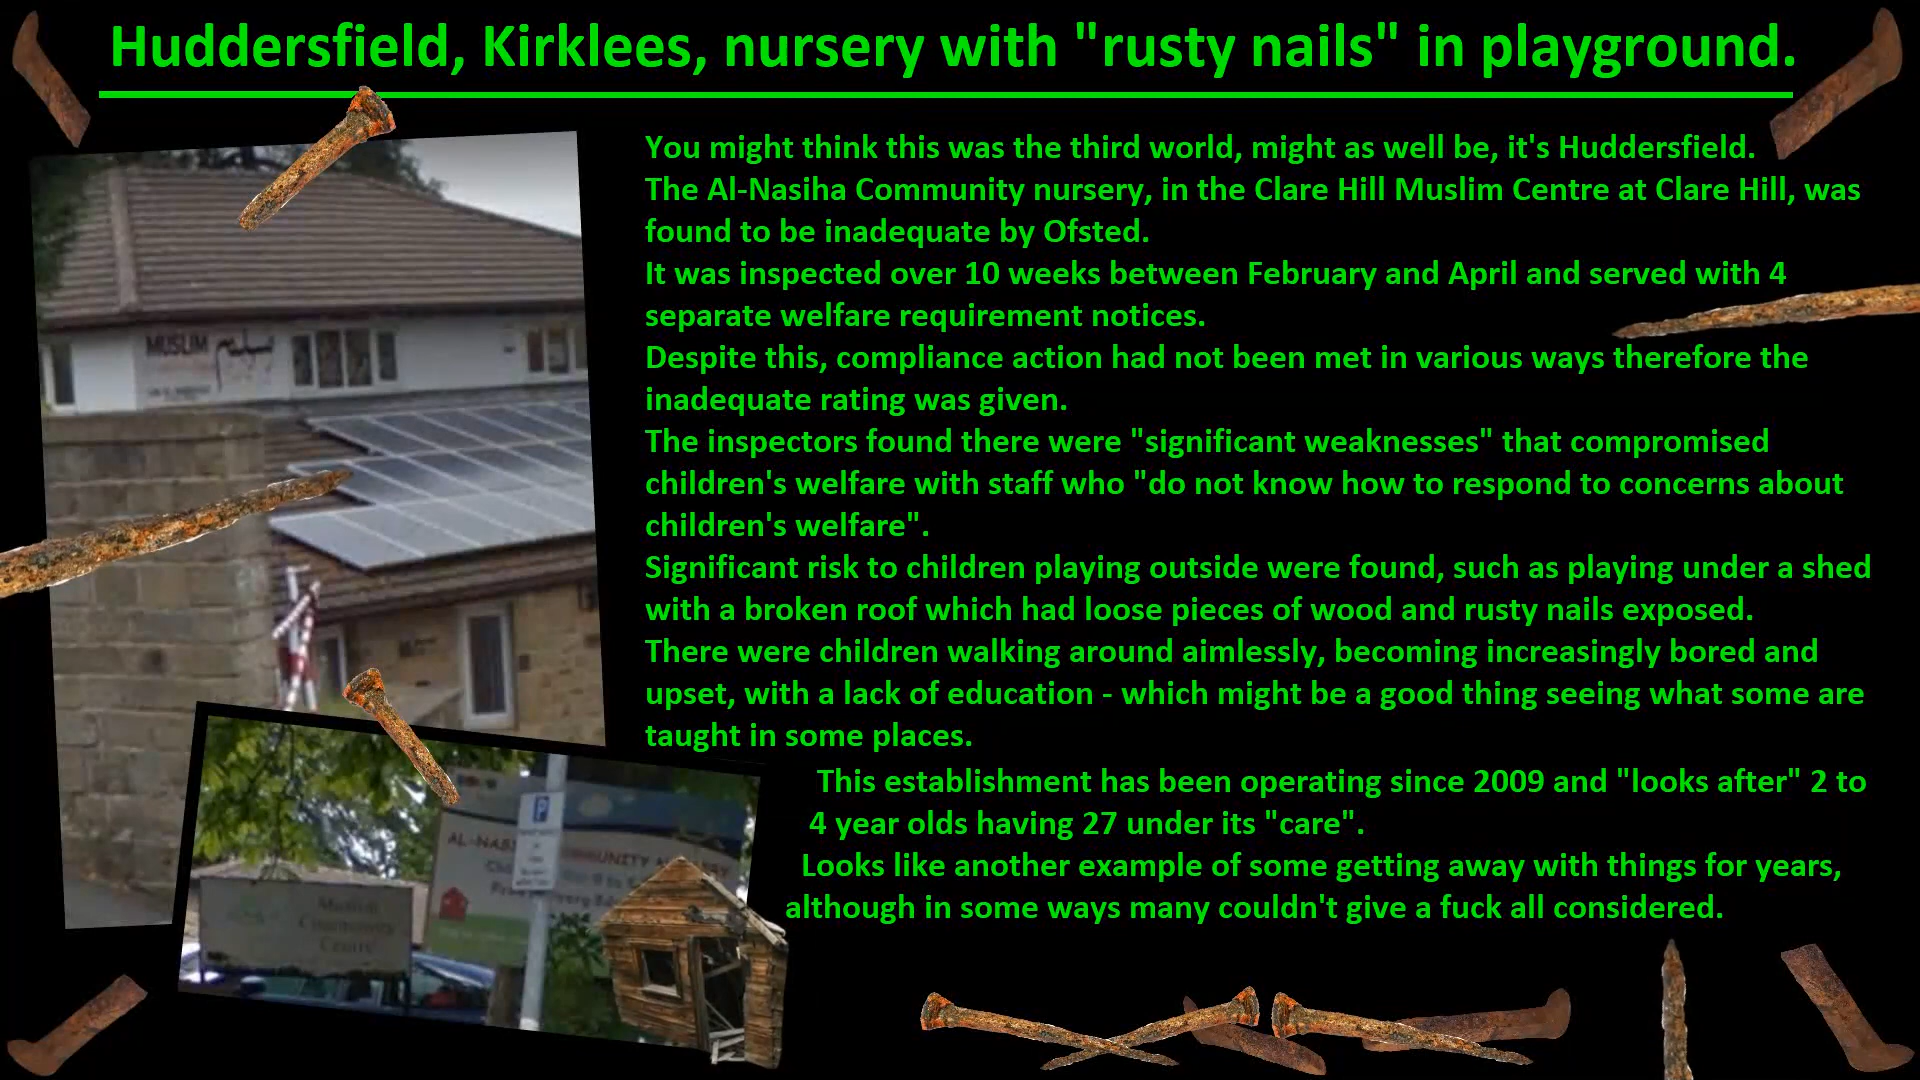 Huddersfield, Kirklees, nursery with "rusty nails" in playground.
You might think this was the third world, might as well be, it's Huddersfield.
The Al-Nasiha Community nursery, in the Clare Hill Muslim Centre at Clare Hill, was
found to be inadequate by Ofsted.
It was inspected over 10 weeks between February and April and served with 4
separate welfare requirement notices.
Despite this, compliance action had not been met in various ways therefore the
inadequate rating was given.
The inspectors found there were "significant weaknesses" that compromised
children's welfare with staff who "do not know how to respond to concerns about
children's welfare".
Significant risk to children playing outside were found, such as playing under a shed
with a broken roof which had loose pieces of wood and rusty nails exposed.
There were children walking around aimlessly, becoming increasingly bored and
upset, with a lack of education - which might be a good thing seeing what some are
taught in some places.
This establishment has been operating since 2009 and "looks after" 2 to
4 year olds having 27 under its "care".
Looks like another example of some getting away with things for years,
although in some ways many couldn't give a fuck all considered.
MUSLIM
P
Muslim
Community
Centre